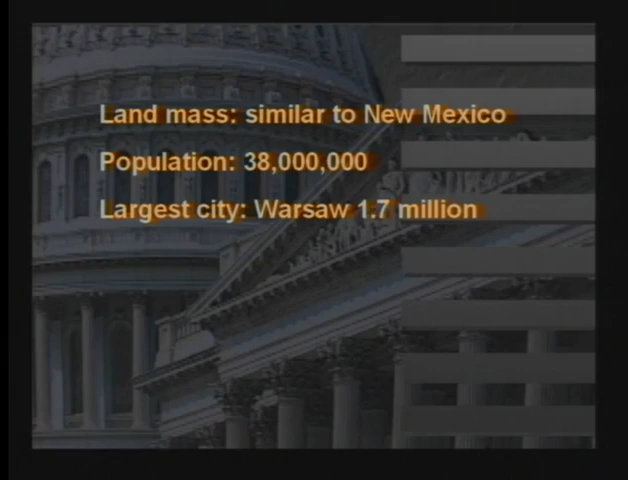 Land mass: similar to New Mexico
Population: 38,000,000
Largest city: Warsaw 1.7 million